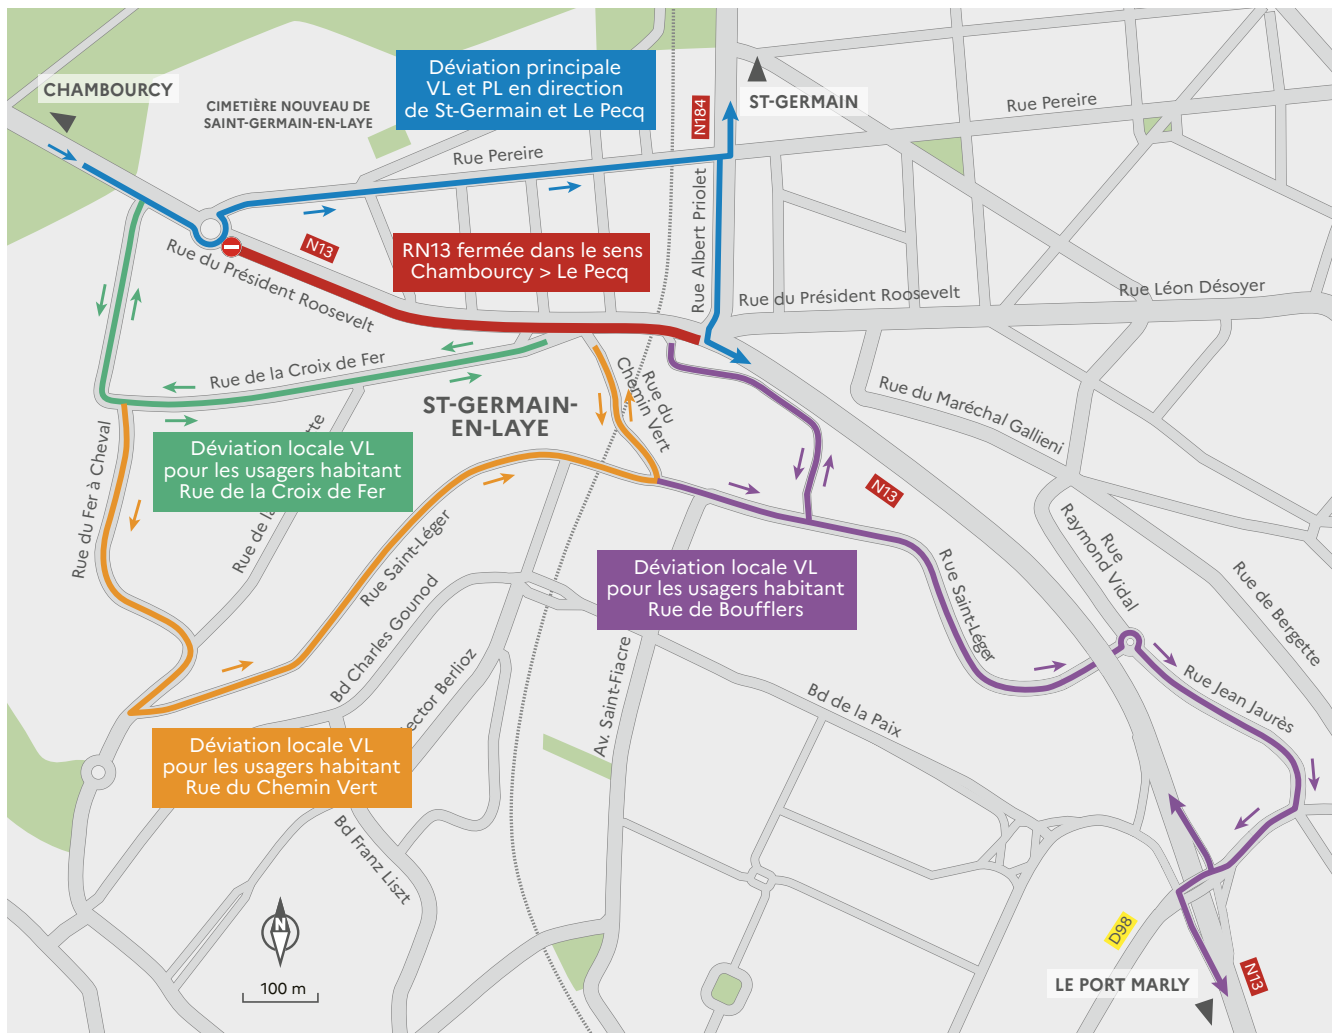 CHAMBOURCY
CIMETIÈRE NOUVEAU DE
SAINT-GERMAIN-EN-LAYE
Déviation principale
VL et PL en direction
de St-Germain et Le Pecq
N184
ST-GERMAIN
Rue Pereire
Rue Pereire
Rue Albert Priolet
N13
Rue du Président Roosevelt
RN13 fermée dans le sens
Chambourcy > Le Pecq
Rue du Président Roosevelt
Rue Léon Désoyer
Rue de la Croix de Fer
Rue du
Chemin Vert
Rue du Maréchal Gallieni
ST-GERMAIN-
EN-LAYE
Déviation locale VL
pour les usagers habitant
Rue de la Croix de Fer
Rue du Fer à Cheval
Rue de la
ette
Rue Saint-Léger
N13
Rue
Raymond Vidal
Déviation locale VL
pour les usagers habitant
Rue de Boufflers
Rue Saint-Léger
Rue de Bergette
Bd Charles Gounod
ector Berlioz
Av. Saint-Fiacre
Bd de la Paix
Rue Jean Jaurès
Déviation locale VL
pour les usagers habitant
Rue du Chemin Vert
Bd Franz Liszt
N
100 m
D98
LE PORT MARLY
N13